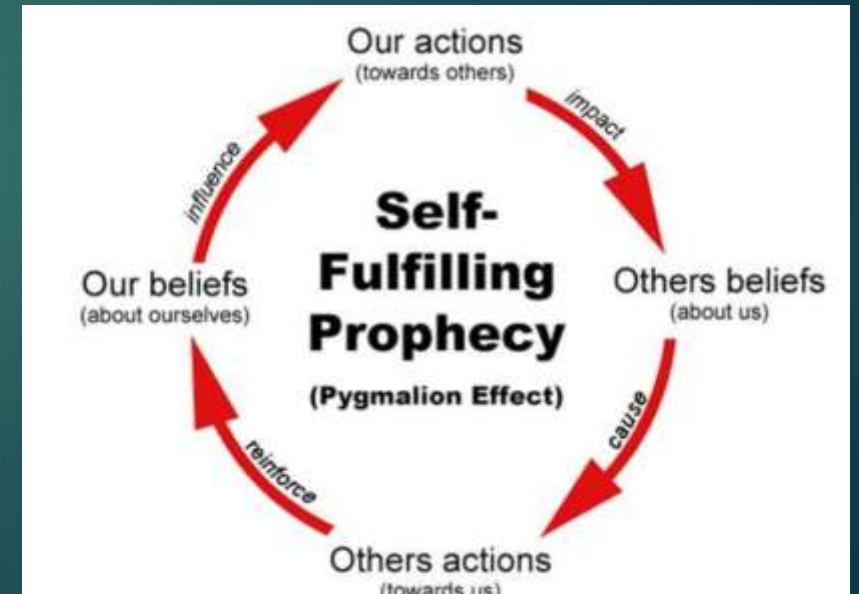 Our actions
(towards others)
impact
influence
Self-
Fulfilling
Prophecy
(Pygmalion Effect)
Our beliefs
(about ourselves)
Others beliefs
(about us)
cause
reinforce
Others actions
(towards us)